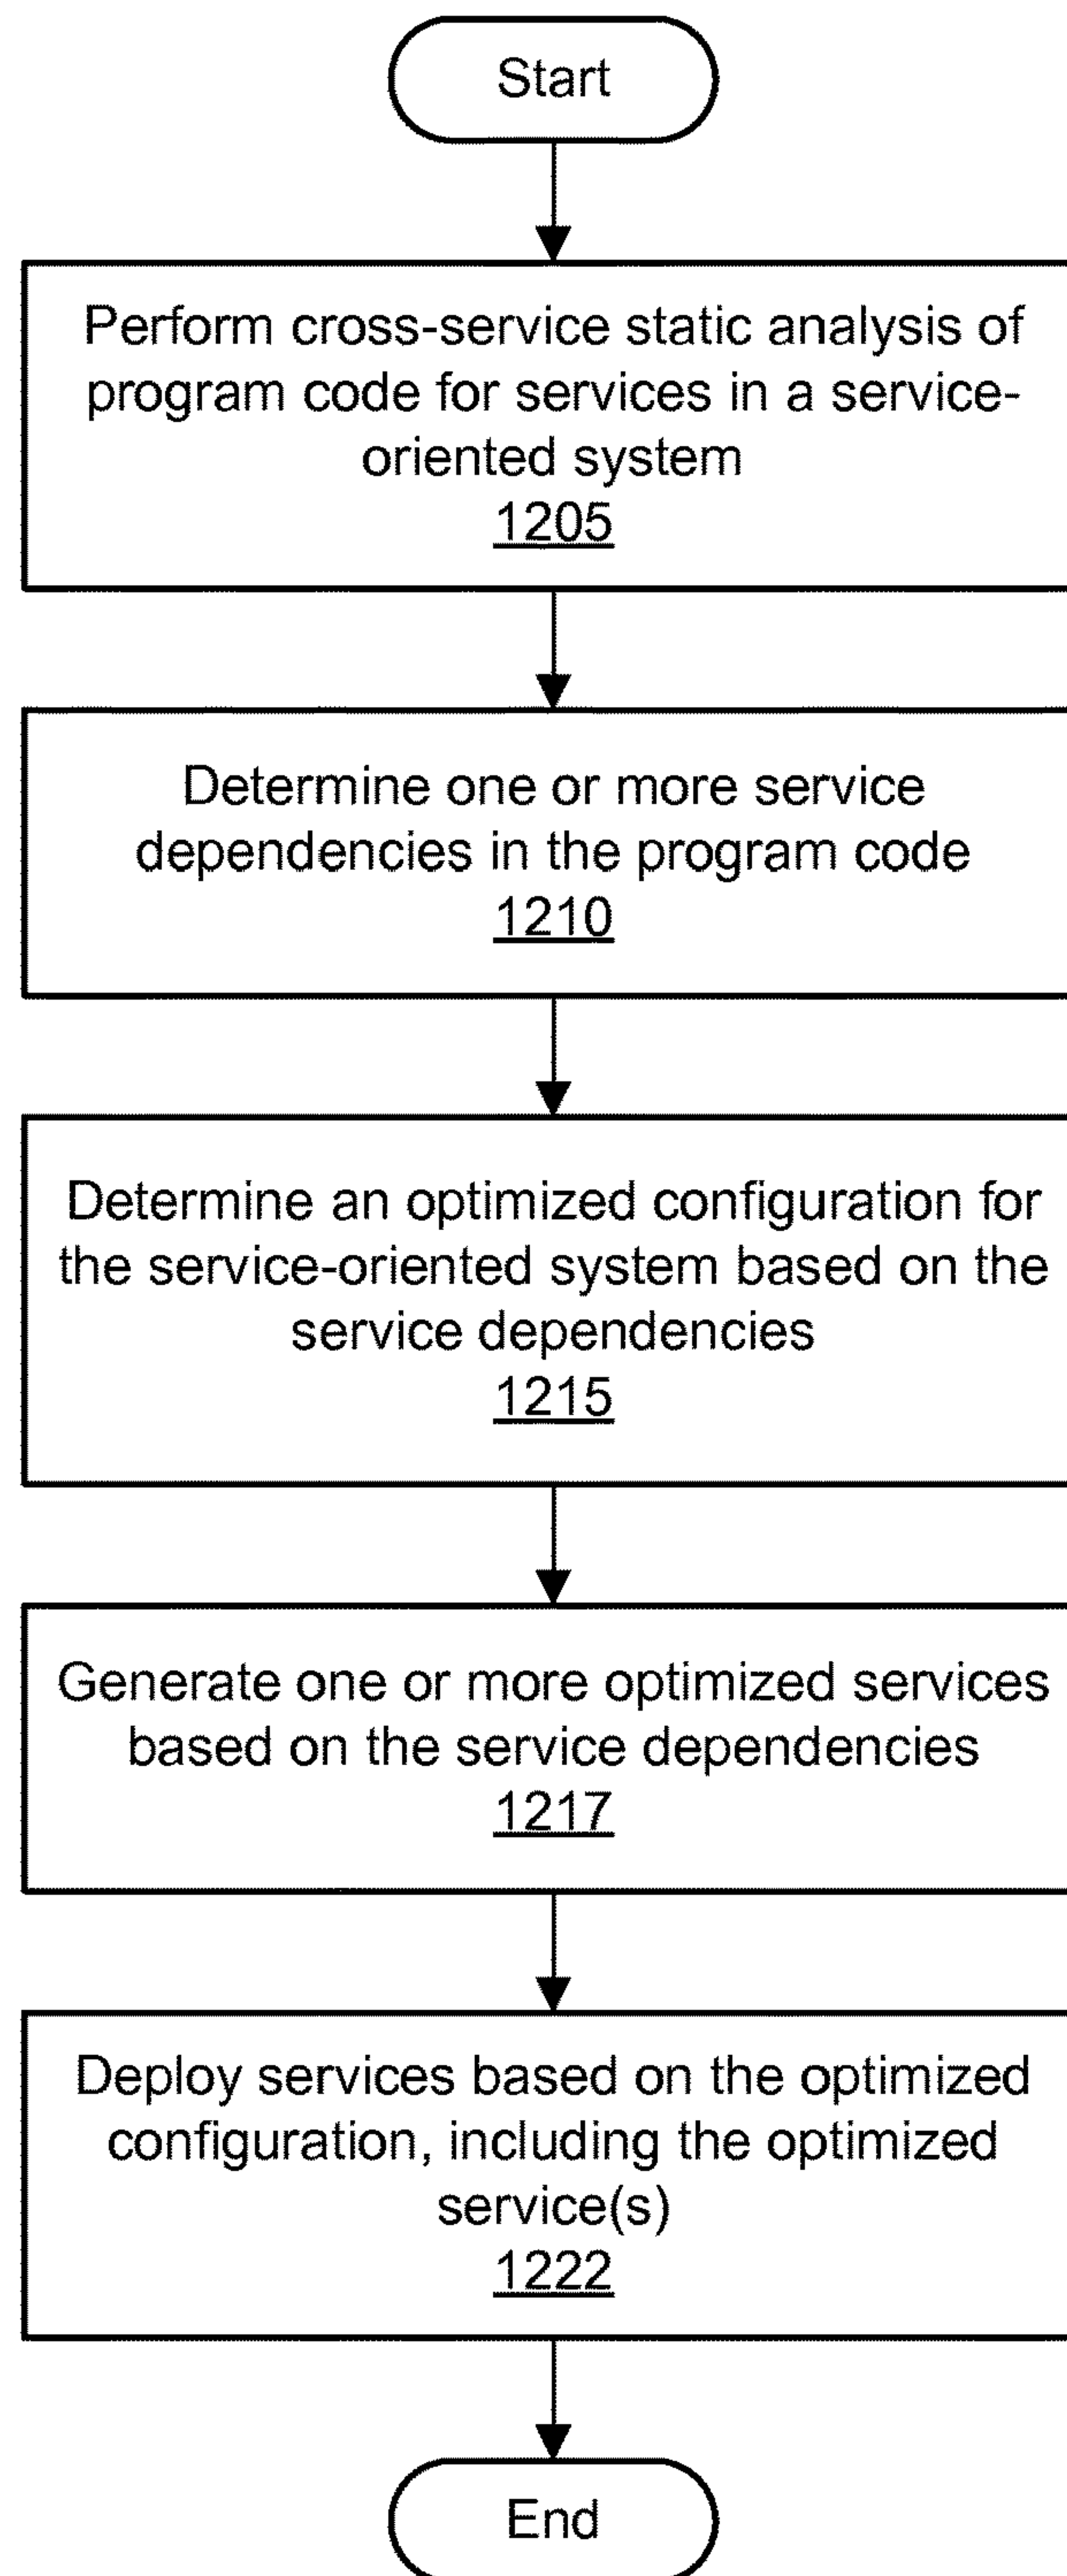 Start
Perform cross-service static analysis of
program code for services in a service-
oriented system
1205
Determine one or more service
dependencies in the program code
1210
Determine an optimized configuration for
the service-oriented system based on the
service dependencies
1215
Generate one or more optimized services
based on the service dependencies
1217
Deploy services based on the optimized
configuration, including the optimized
service(s)
1222
End